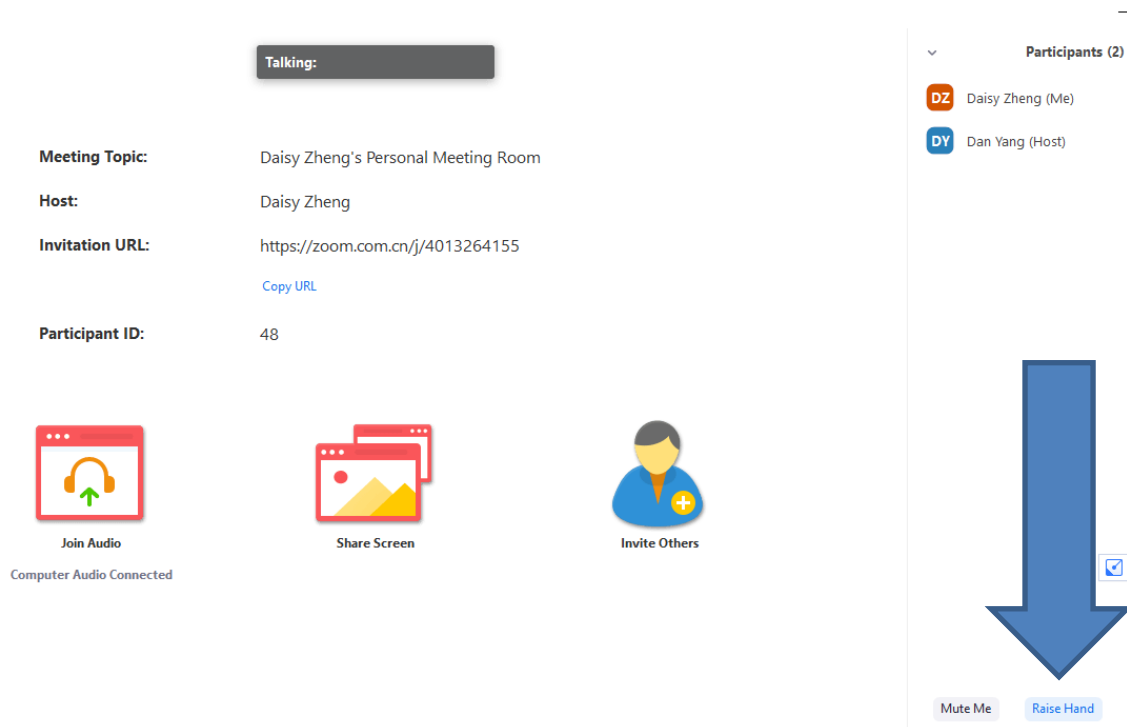 Talking:
Meeting Topic: Daisy Zheng's Personal Meeting Room
Host: Daisy Zheng
Invitation URL: https://zoom.com.cn/j/4013264155
Copy URL
Participant ID: 48
Join Audio Share Screen Invite Others
Computer Audio Connected
Participants (2)
DZ Daisy Zheng (Me)
DY Dan Yang (Host)
Mute Me Raise Hand